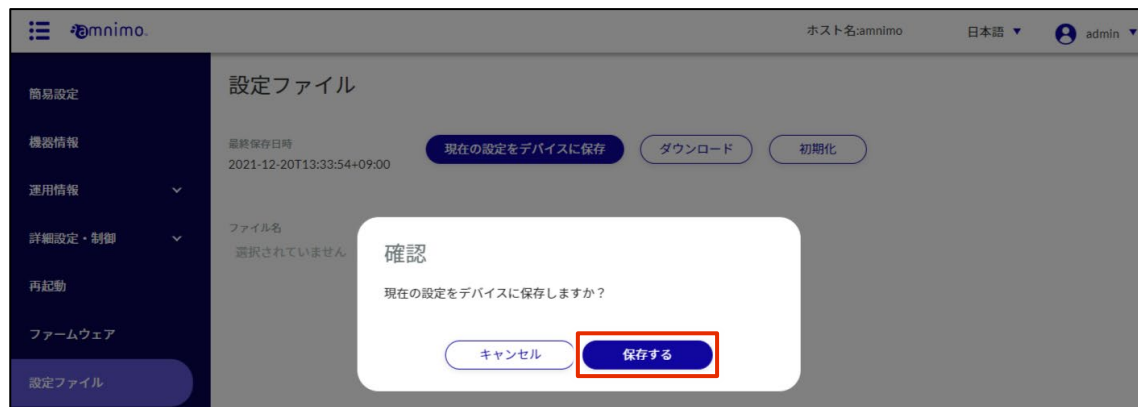 amnimo
ホスト名:amnimo 日本語 admin
簡易設定
機器情報
運用情報
詳細設定・制御
再起動
ファームウェア
設定ファイル
設定ファイル
最終保存日時
2021-12-20T13:33:54+09:00
現在の設定をデバイスに保存 ダウンロード 初期化
ファイル名
選択されていません
確認
現在の設定をデバイスに保存しますか？
キャンセル 保存する